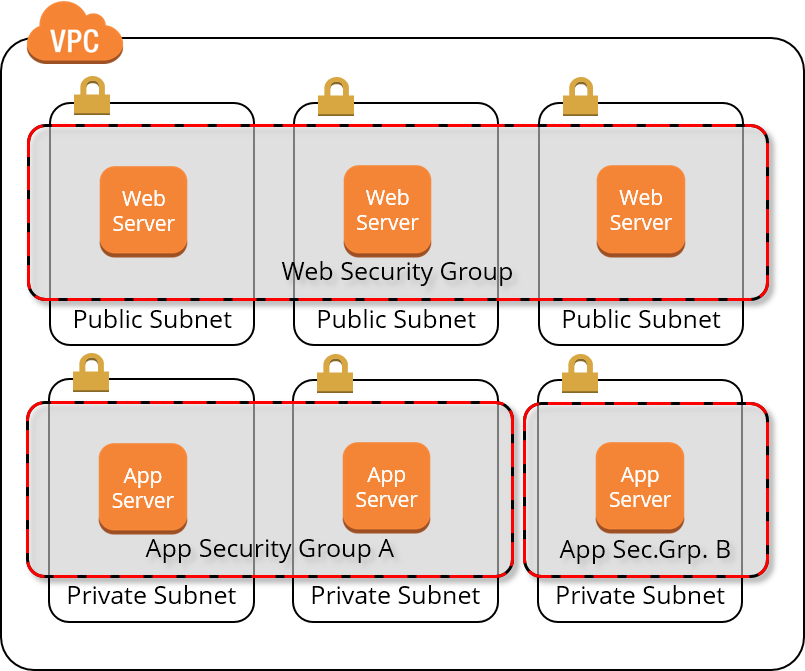 VPC
Web
Server
Web
Server
Web
Server
Web Security Group
Public Subnet
Public Subnet
Public Subnet
App
Server
App
Server
App
Server
App Security Group A
App Sec.Grp. B
Private Subnet
Private Subnet
Private Subnet